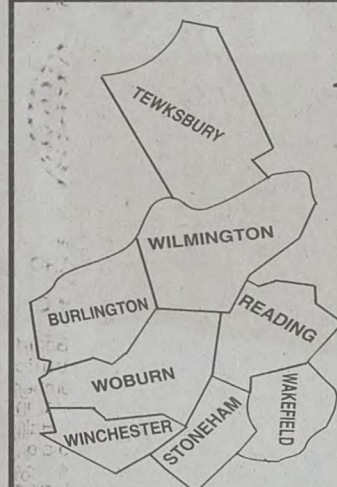 TEWKSBURY
WILMINGTON
BURLINGTON
READING
WOBURN
WAKEFIELD
WINCHESTER
STONEHAM